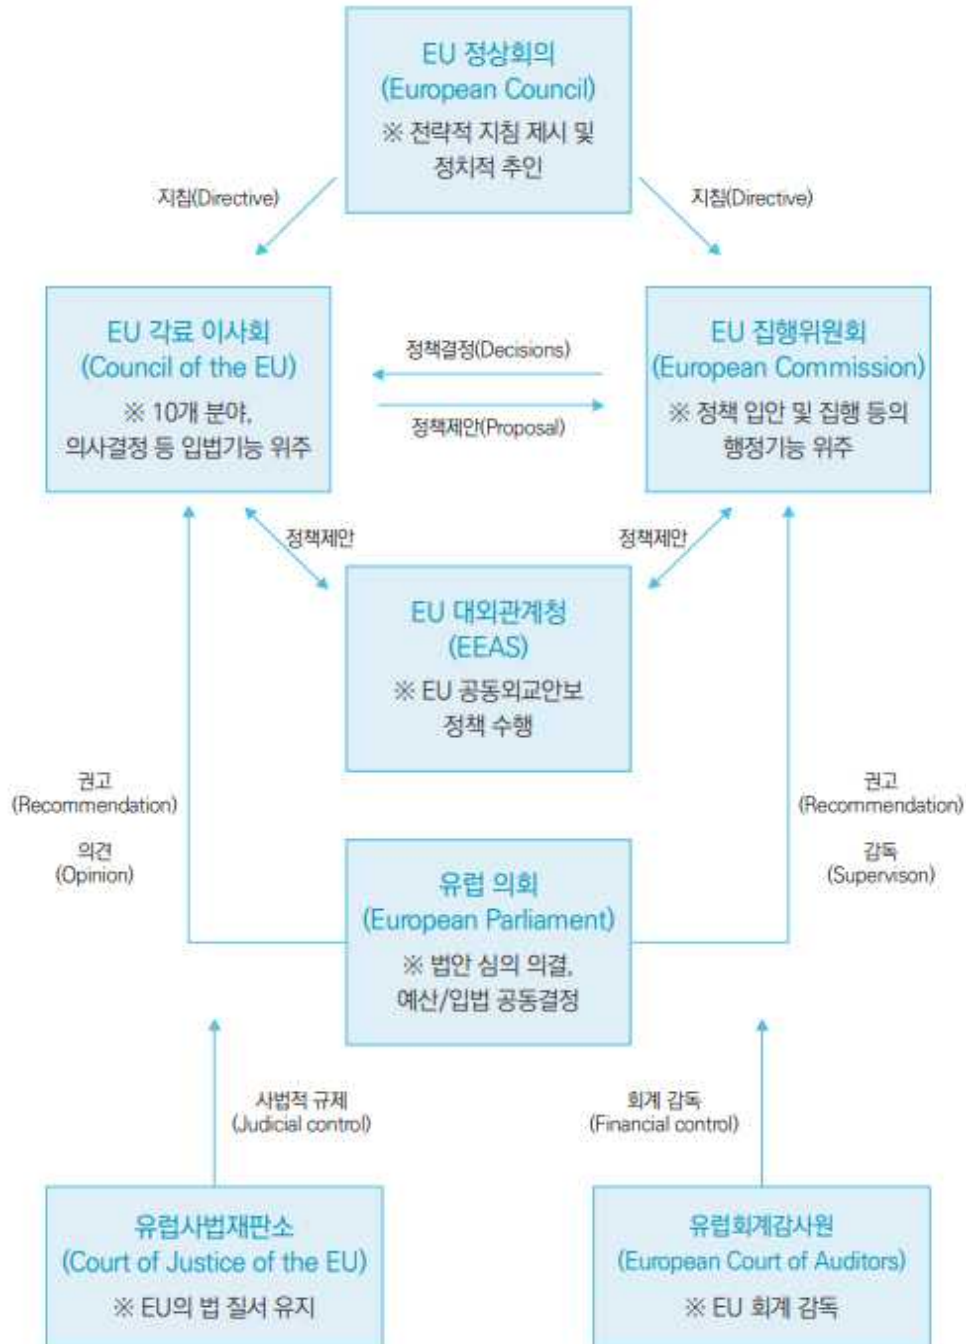 EU 정상회의
(European Council)
※ 전략적 지침 제시 및
정치적 추인
지침(Directive)
지침(Directive)
EU 각료 이사회
(Council of the EU)
※ 10개 분야,
의사결정 등 입법기능 위주
정책결정(Decisions)
정책제안(Proposal)
EU 집행위원회
(European Commission)
※ 정책 입안 및 집행 등의
행정기능 위주
정책제안
정책제안
EU 대외관계청
(EEAS)
※ EU 공동외교안보
정책 수행
권고
(Recommendation)
의견
(Opinion)
권고
(Recommendation)
감독
(Supervison)
유럽 의회
(European Parliament)
※ 법안 심의 의결,
예산/입법 공동결정
사법적 규제
(Judicial control)
회계 감독
(Financial control)
유럽사법재판소
(Court of Justice of the EU)
※ EU의 법 질서 유지
유럽회계감사원
(European Court of Auditors)
※ EU 회계 감독